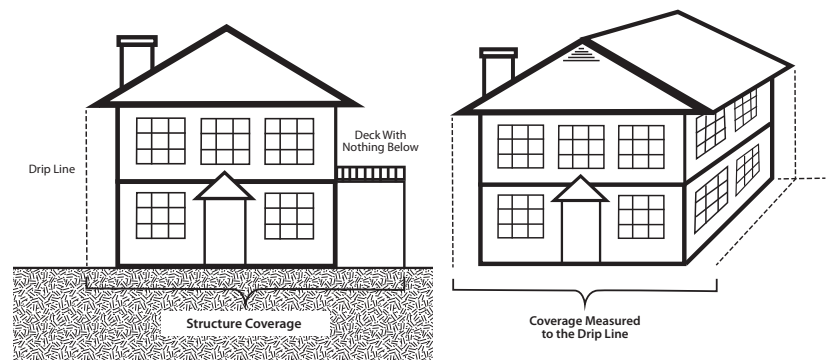 Deck With
Nothing Below
Drip Line
Structure Coverage
Coverage Measured
to the Drip Line